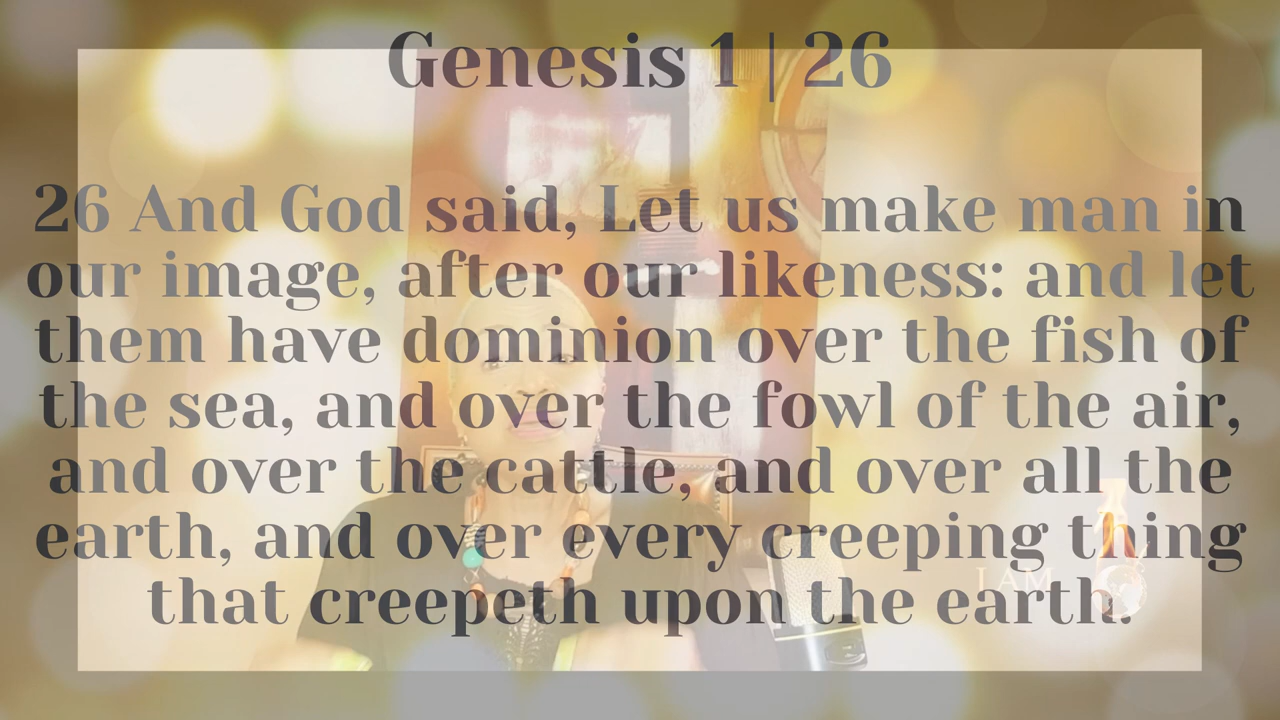 Genesis 1 | 26
26 And God said, Let us make man in
our image, after our likeness: and let
them have dominion over the fish of
the sea, and over the fowl of the air,
and over the cattle, and over all the
earth, and over every creeping thing
that creepeth upon the earth.
I AM